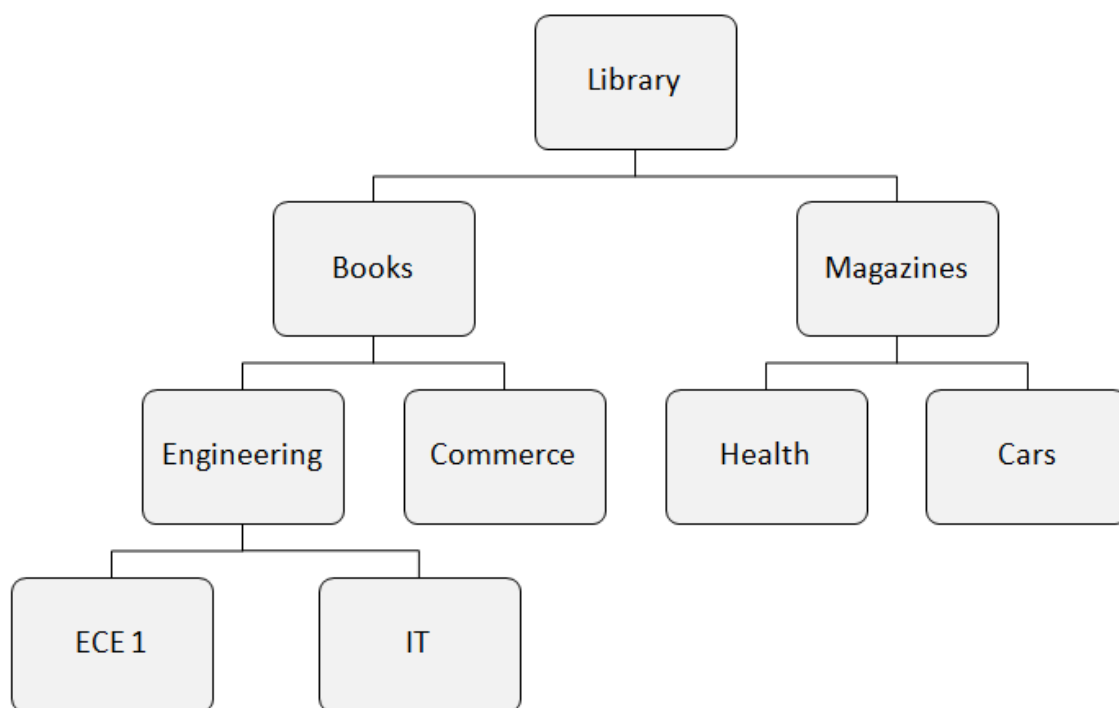 Library
Books
Magazines
Engineering
Commerce
Health
Cars
ECE 1
IT